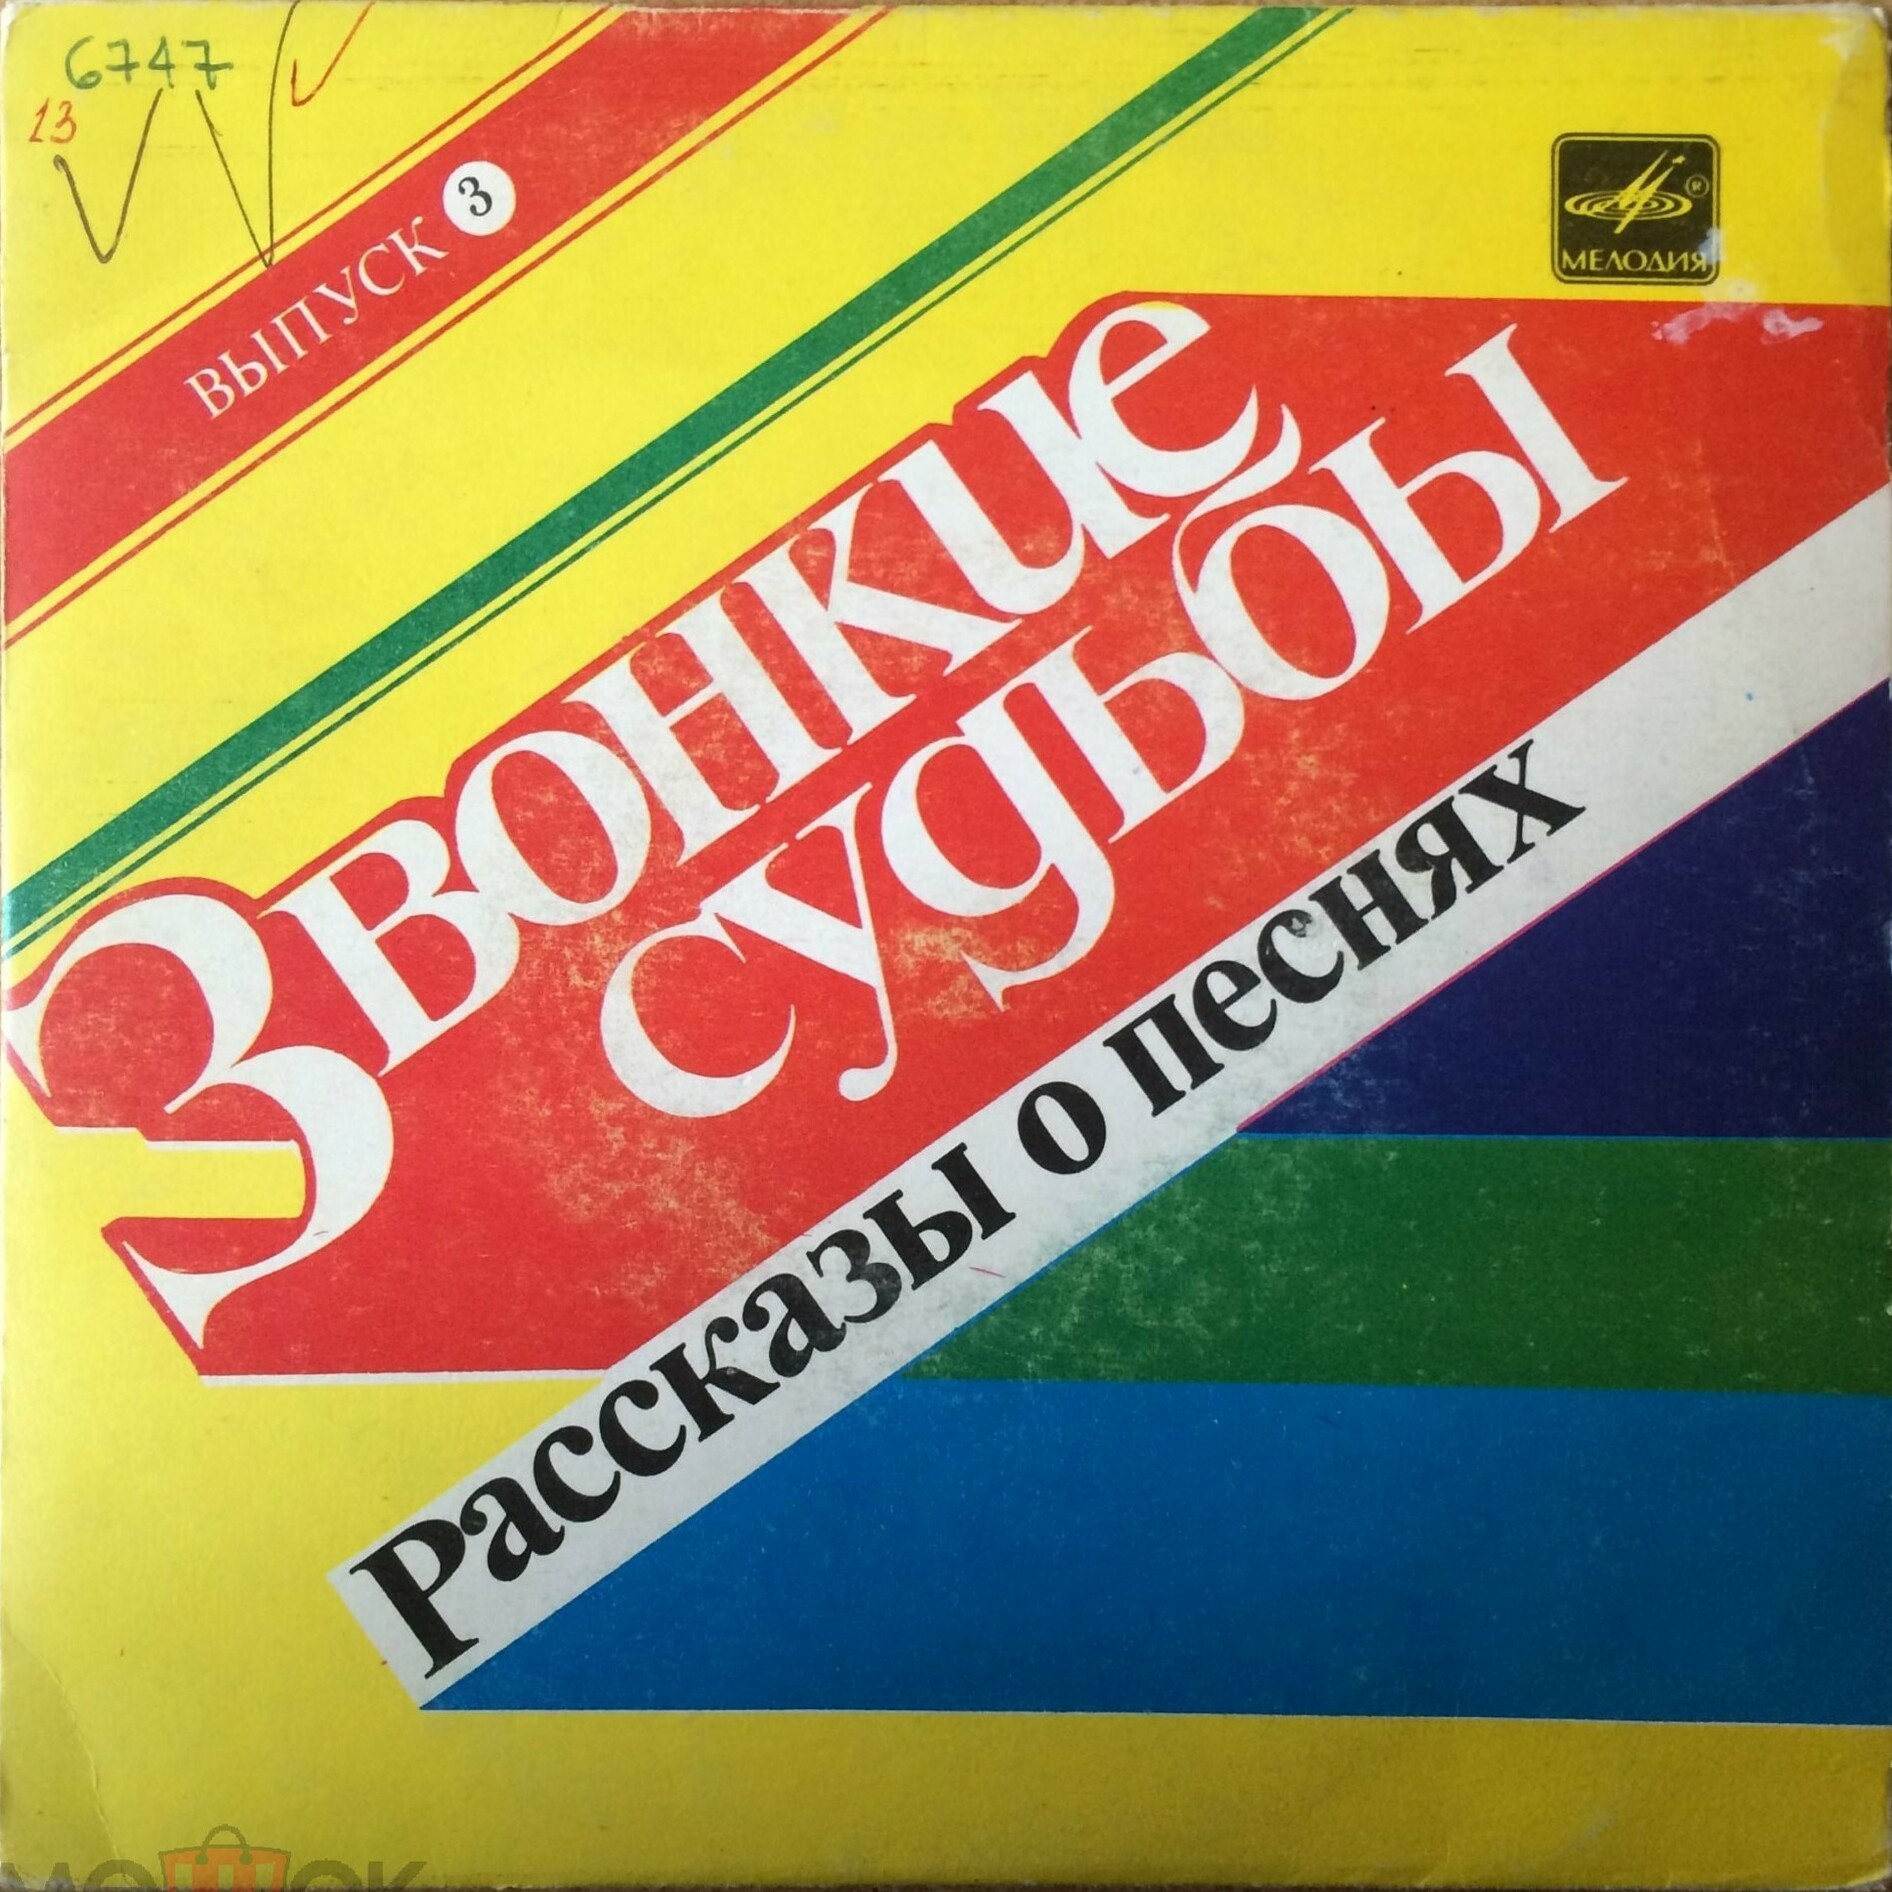 6747
13
ВЫПУСК 3
МЕЛОДИЯ
Звонкие
судьбы
Рассказы о песнях